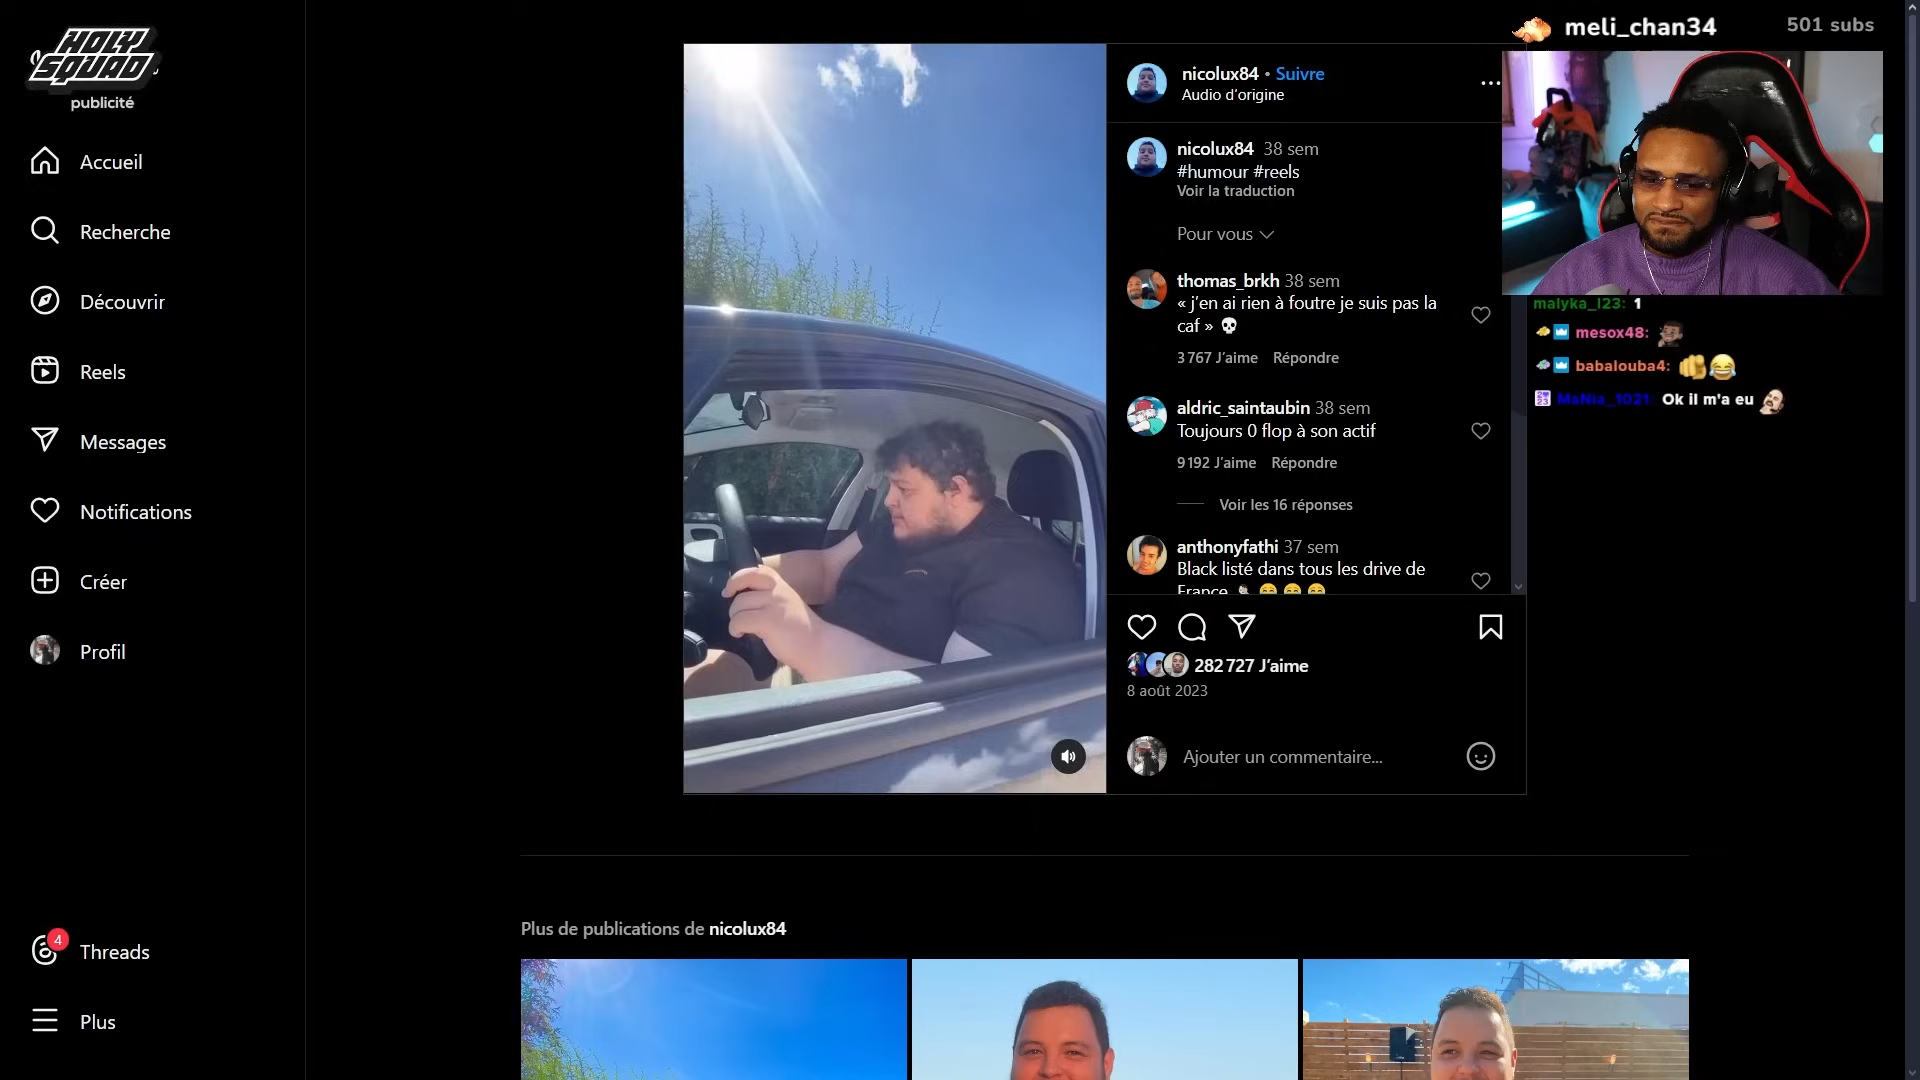 HOLY
SQUAD
publicité
Accueil
Recherche
Découvrir
Reels
Messages
Notifications
Créer
Profil
4
Threads
Plus
nicolux84 • Suivre
Audio d'origine
nicolux84 38 sem
#humour #reels
Voir la traduction
Pour vous
thomas_brkh 38 sem
« j'en ai rien à foutre je suis pas la
caf » 💀
3 767 J'aime Répondre
aldric_saintaubin 38 sem
Toujours 0 flop à son actif
9 192 J'aime Répondre
Voir les 16 réponses
anthonyfathi 37 sem
Black listé dans tous les drive de
France
282 727 J'aime
8 août 2023
Ajouter un commentaire...
Plus de publications de nicolux84
meli_chan34 501 subs
malyka_l23: 1
mesox48:
babalouba4: 🫵😂
MaNia_1021 Ok il m'a eu